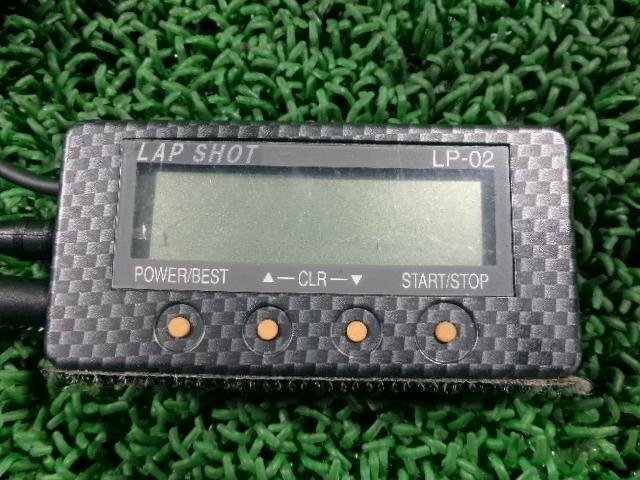 LAP SHOT LP-02
POWER/BEST ▲—CLR—▼ START/STOP